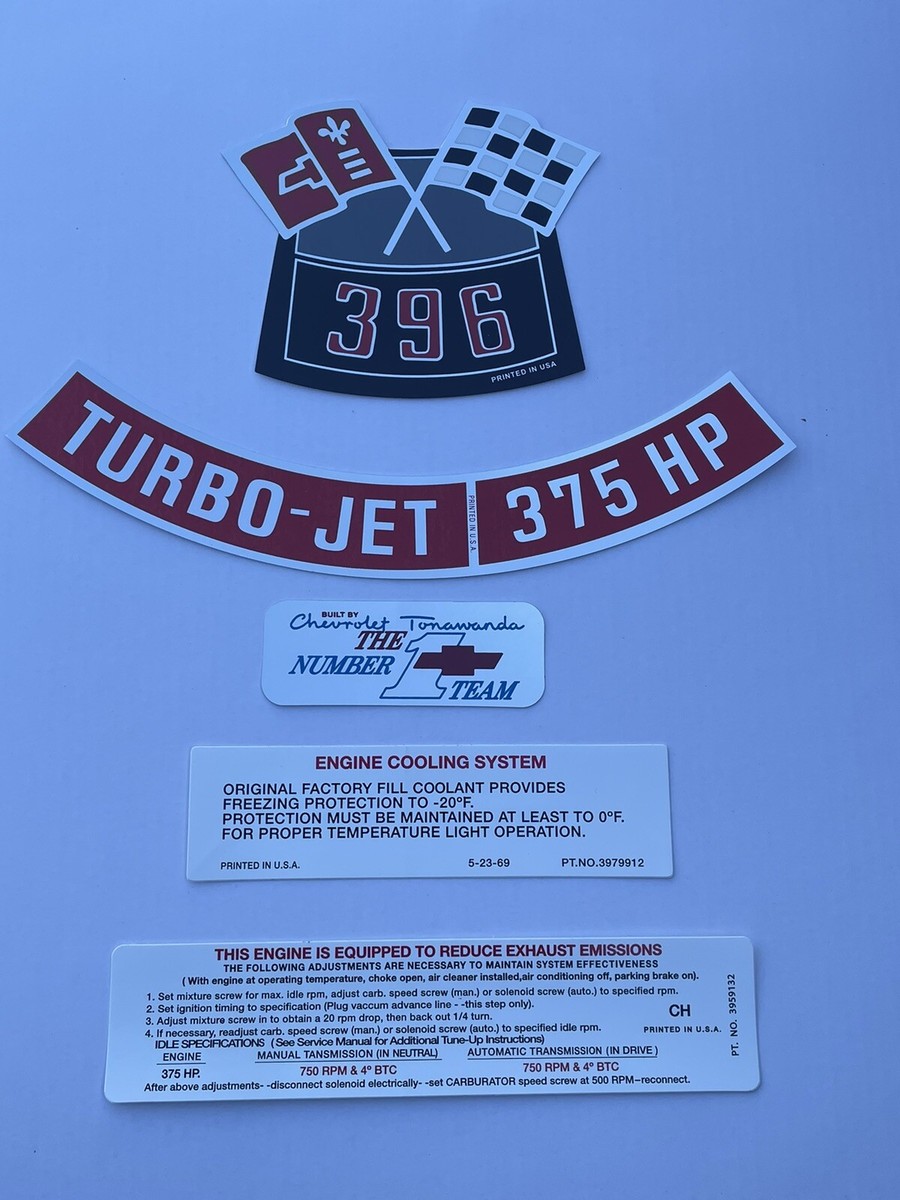 396
PRINTED IN USA
TURBO-JET
PRINTED IN U.S.A.
375 HP
BUILT BY
Chevrolet Tonawanda
THE
NUMBER 1
TEAM
ENGINE COOLING SYSTEM
ORIGINAL FACTORY FILL COOLANT PROVIDES
FREEZING PROTECTION TO -20°F.
PROTECTION MUST BE MAINTAINED AT LEAST TO 0°F.
FOR PROPER TEMPERATURE LIGHT OPERATION.
PRINTED IN U.S.A. 5-23-69 PT.NO.3979912
THIS ENGINE IS EQUIPPED TO REDUCE EXHAUST EMISSIONS
THE FOLLOWING ADJUSTMENTS ARE NECESSARY TO MAINTAIN SYSTEM EFFECTIVENESS
( With engine at operating temperature, choke open, air cleaner installed,air conditioning off, parking brake on).
1. Set mixture screw for max. idle rpm, adjust carb. speed screw (man.) or solenoid screw (auto.) to specified rpm.
2. Set ignition timing to specification (Plug vaccum advance line - -this step only).
3. Adjust mixture screw in to obtain a 20 rpm drop, then back out 1/4 turn.
4. If necessary, readjust carb. speed screw (man.) or solenoid screw (auto.) to specified idle rpm.
CH
PRINTED IN U.S.A.
PT. NO. 3959132
IDLE SPECIFICATIONS (See Service Manual for Additional Tune-Up Instructions)
ENGINE MANUAL TANSMISSION (IN NEUTRAL) AUTOMATIC TRANSMISSION (IN DRIVE )
375 HP. 750 RPM & 4° BTC 750 RPM & 4° BTC
After above adjustments- -disconnect solenoid electrically- -set CARBURATOR speed screw at 500 RPM–reconnect.